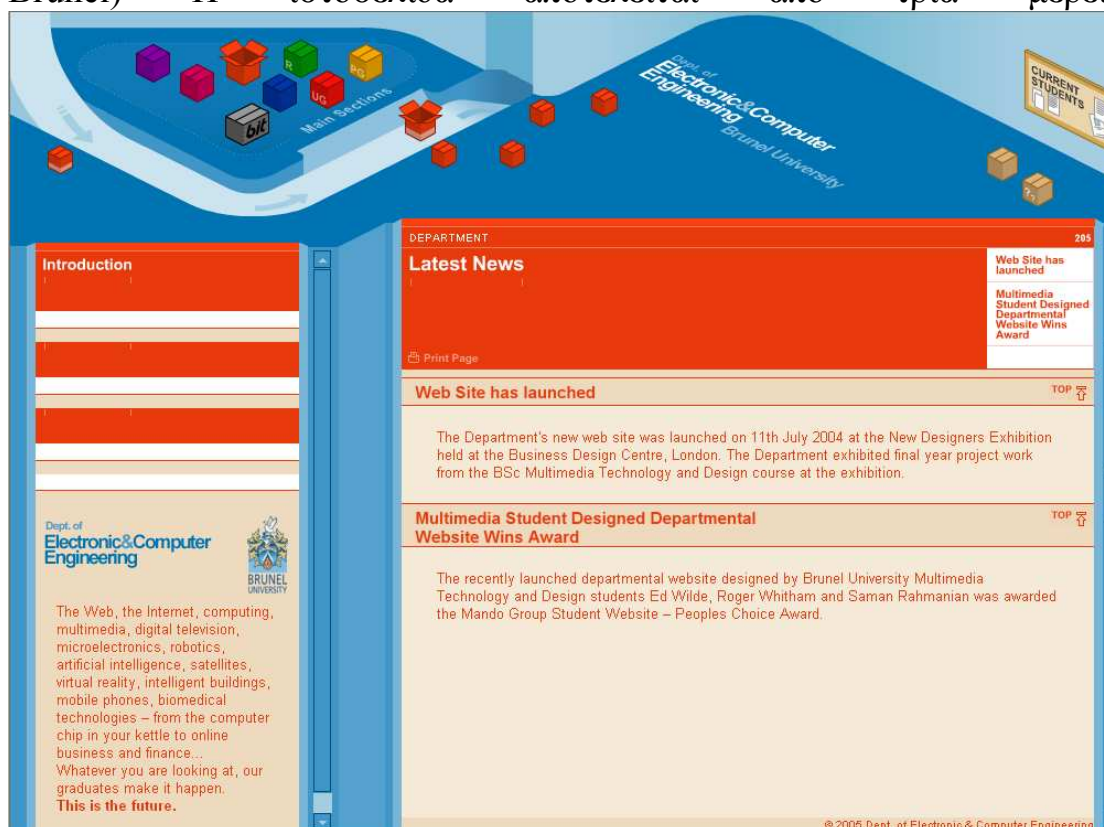 Brunel) Η ιστοσελίδα αποτελείται από τρία μέρη.
R
PG
UG
bit
Main Sections
Dept. of
Electronic&Computer
Engineering
Brunel University
CURRENT
STUDENTS
??
Introduction
DEPARTMENT
205
Latest News
Print Page
Web Site has
launched
Multimedia
Student Designed
Departmental
Website Wins
Award
Web Site has launched
TOP
The Department's new web site was launched on 11th July 2004 at the New Designers Exhibition
held at the Business Design Centre, London. The Department exhibited final year project work
from the BSc Multimedia Technology and Design course at the exhibition.
Multimedia Student Designed Departmental
Website Wins Award
TOP
The recently launched departmental website designed by Brunel University Multimedia
Technology and Design students Ed Wilde, Roger Whitham and Saman Rahmanian was awarded
the Mando Group Student Website – Peoples Choice Award.
Dept. of
Electronic&Computer
Engineering
BRUNEL
UNIVERSITY
The Web, the Internet, computing,
multimedia, digital television,
microelectronics, robotics,
artificial intelligence, satellites,
virtual reality, intelligent buildings,
mobile phones, biomedical
technologies – from the computer
chip in your kettle to online
business and finance...
Whatever you are looking at, our
graduates make it happen.
This is the future.
© 2005 Dept. of Electronic & Computer Engineering